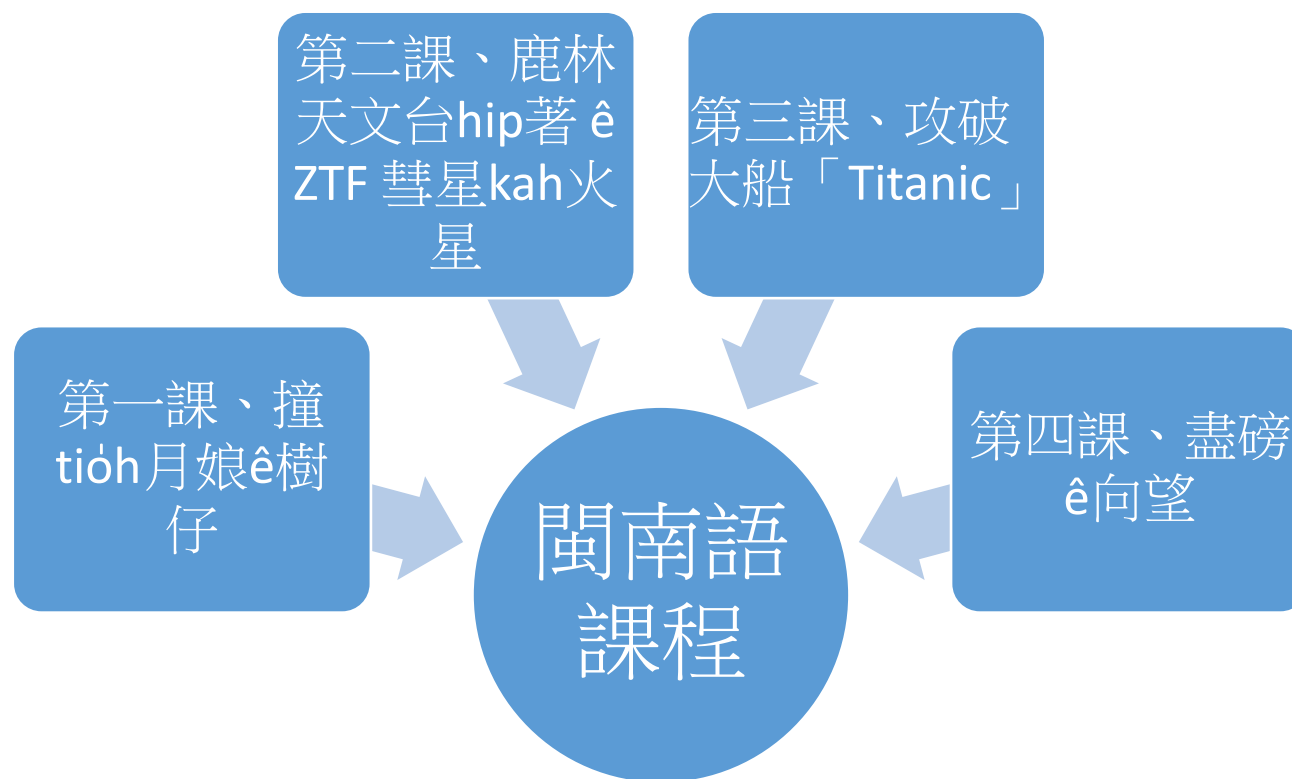 第一課、撞
tio̍h月娘ê樹
仔
第二課、鹿林
天文台hip著 ê
ZTF 彗星kah火
星
第三課、攻破
大船「Titanic」
第四課、盡磅
ê向望
閩南語
課程